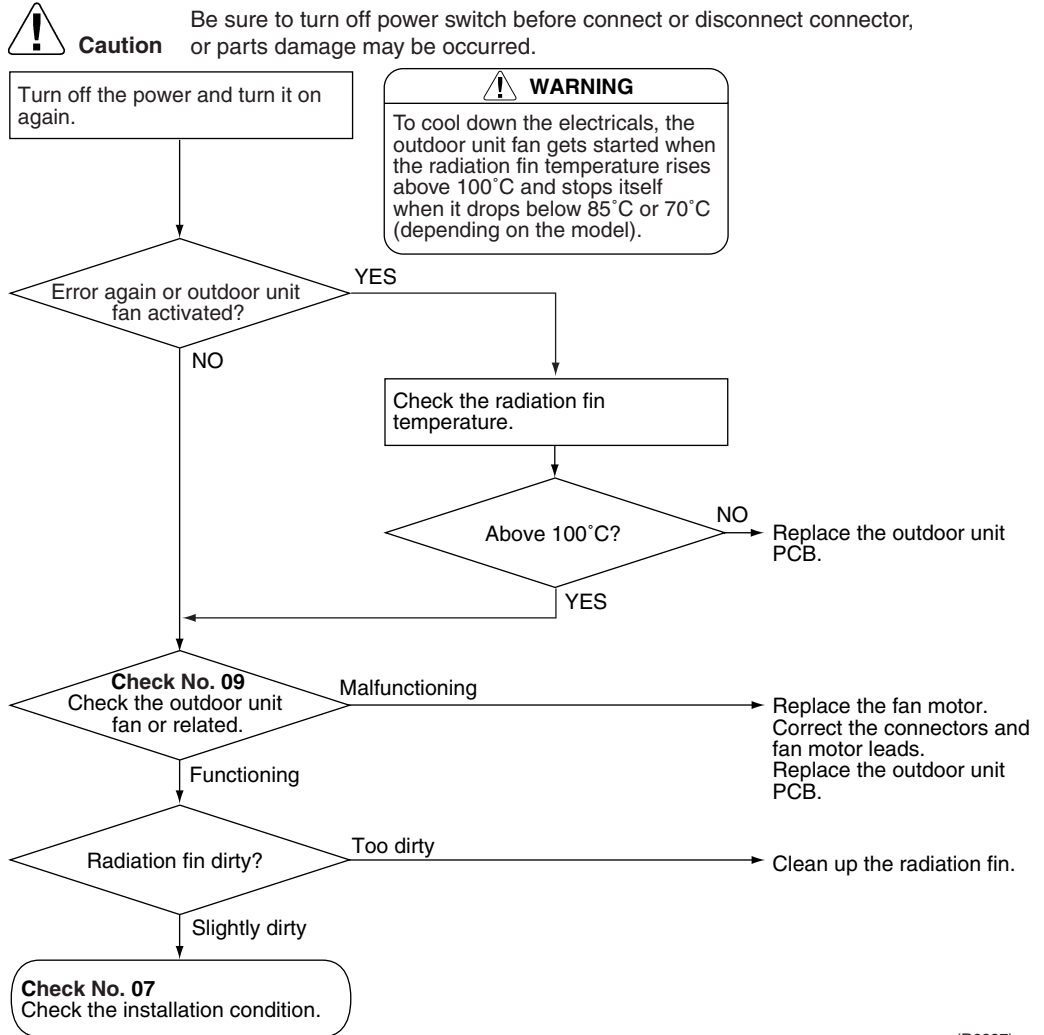 Be sure to turn off power switch before connect or disconnect connector,
Caution or parts damage may be occurred.
Turn off the power and turn it on
again.
WARNING
To cool down the electricals, the
outdoor unit fan gets started when
the radiation fin temperature rises
above 100˚C and stops itself
when it drops below 85˚C or 70˚C
(depending on the model).
Error again or outdoor unit
fan activated?
YES
NO
Check the radiation fin
temperature.
Above 100˚C?
NO
Replace the outdoor unit
PCB.
YES
Check No. 09
Check the outdoor unit
fan or related.
Malfunctioning
Replace the fan motor.
Correct the connectors and
fan motor leads.
Replace the outdoor unit
PCB.
Functioning
Radiation fin dirty?
Too dirty
Clean up the radiation fin.
Slightly dirty
Check No. 07
Check the installation condition.